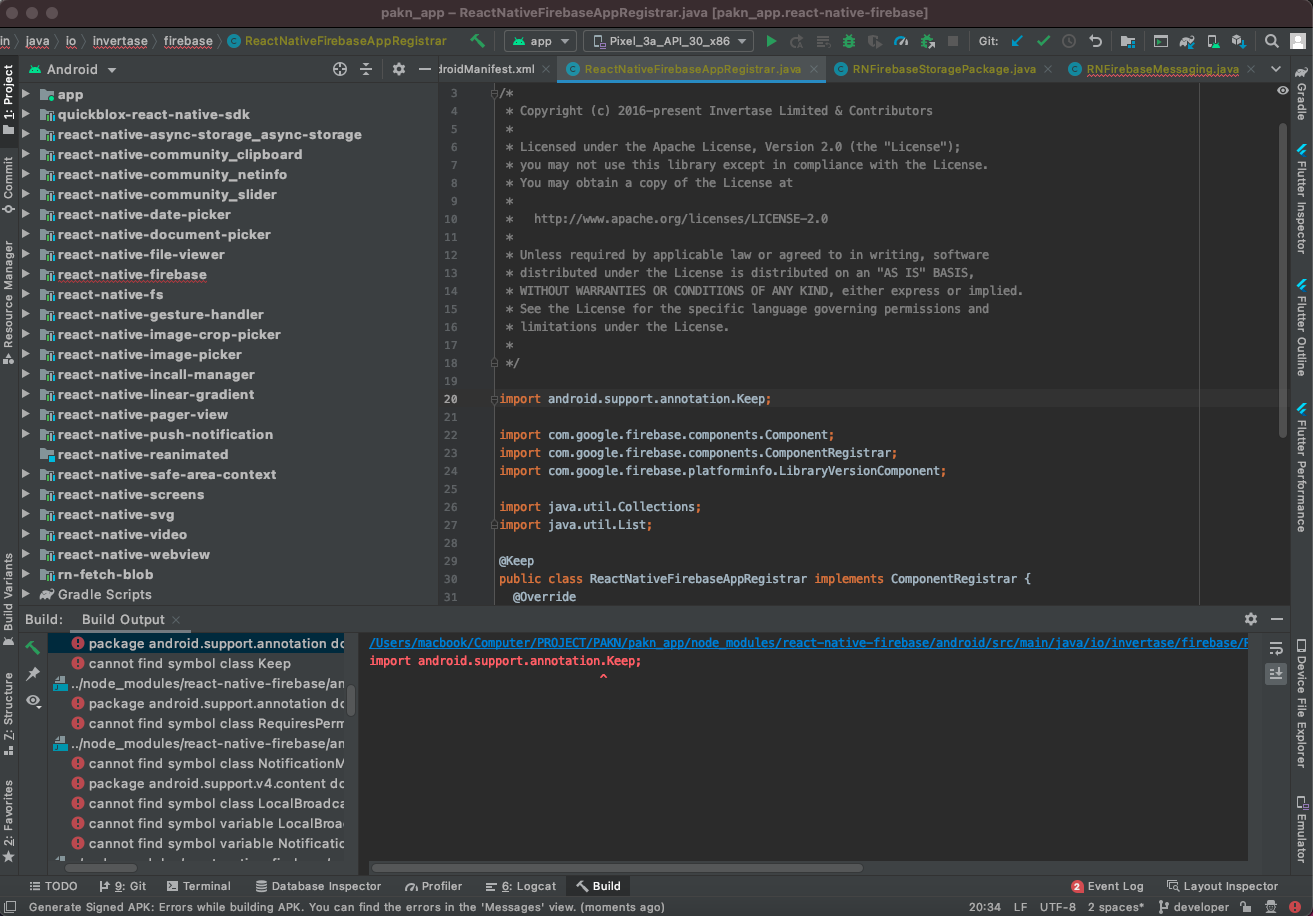 pakn_app – ReactNativeFirebaseAppRegistrar.java [pakn_app.react-native-firebase]
in java io invertase firebase ReactNativeFirebaseAppRegistrar
app
Pixel_3a_API_30_x86
Git:
1: Project
Commit
Resource Manager
Build Variants
Z: Structure
2: Favorites
Android
app
quickblox-react-native-sdk
react-native-async-storage_async-storage
react-native-community_clipboard
react-native-community_netinfo
react-native-community_slider
react-native-date-picker
react-native-document-picker
react-native-file-viewer
react-native-firebase
react-native-fs
react-native-gesture-handler
react-native-image-crop-picker
react-native-image-picker
react-native-incall-manager
react-native-linear-gradient
react-native-pager-view
react-native-push-notification
react-native-reanimated
react-native-safe-area-context
react-native-screens
react-native-svg
react-native-video
react-native-webview
rn-fetch-blob
Gradle Scripts
droidManifest.xml
ReactNativeFirebaseAppRegistrar.java
RNFirebaseStoragePackage.java
RNFirebaseMessaging.java
3 /*
4 * Copyright (c) 2016-present Invertase Limited & Contributors
5 *
6 * Licensed under the Apache License, Version 2.0 (the "License");
7 * you may not use this library except in compliance with the License.
8 * You may obtain a copy of the License at
9 *
10 * http://www.apache.org/licenses/LICENSE-2.0
11 *
12 * Unless required by applicable law or agreed to in writing, software
13 * distributed under the License is distributed on an "AS IS" BASIS,
14 * WITHOUT WARRANTIES OR CONDITIONS OF ANY KIND, either express or implied.
15 * See the License for the specific language governing permissions and
16 * limitations under the License.
17 *
18 */
19
20 import android.support.annotation.Keep;
21
22 import com.google.firebase.components.Component;
23 import com.google.firebase.components.ComponentRegistrar;
24 import com.google.firebase.platforminfo.LibraryVersionComponent;
25
26 import java.util.Collections;
27 import java.util.List;
28
29 @Keep
30 public class ReactNativeFirebaseAppRegistrar implements ComponentRegistrar {
31 @Override
Gradle
Flutter Inspector
Flutter Outline
Flutter Performance
Device File Explorer
Emulator
Build: Build Output
package android.support.annotation do
cannot find symbol class Keep
../node_modules/react-native-firebase/an
package android.support.annotation do
cannot find symbol class RequiresPerm
../node_modules/react-native-firebase/an
cannot find symbol class NotificationM
package android.support.v4.content do
cannot find symbol class LocalBroadca
cannot find symbol variable LocalBroa
cannot find symbol variable Notificatio
/Users/macbook/Computer/PROJECT/PAKN/pakn_app/node_modules/react-native-firebase/android/src/main/java/io/invertase/firebase/R
import android.support.annotation.Keep;
^
TODO 9: Git Terminal Database Inspector Profiler 6: Logcat Build 2 Event Log Layout Inspector
Generate Signed APK: Errors while building APK. You can find the errors in the 'Messages' view. (moments ago) 20:34 LF UTF-8 2 spaces* developer